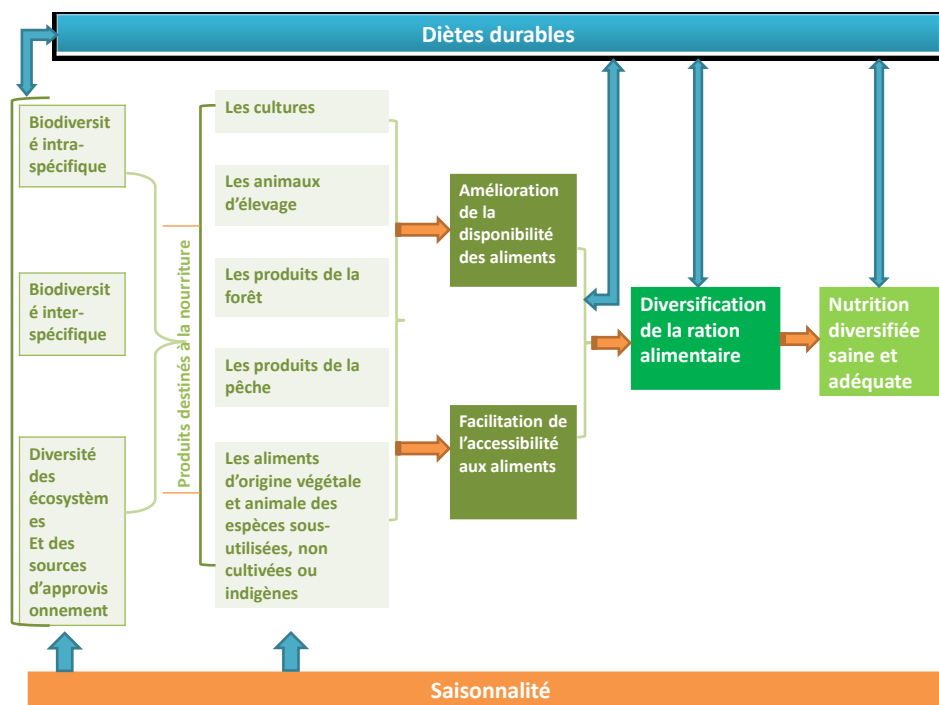 Diètes durables
Biodiversit
é intra-
spécifique
Biodiversit
é inter-
spécifique
Diversité
des
écosystèm
es
Et des
sources
d'approvis
onnement
Produits destinés à la nourriture
Les cultures
Les animaux
d'élevage
Les produits de la
forêt
Les produits de la
pêche
Les aliments
d'origine végétale
et animale des
espèces sous-
utilisées, non
cultivées ou
indigènes
Amélioration
de la
disponibilité
des aliments
Facilitation de
l'accessibilité
aux aliments
Diversification
de la ration
alimentaire
Nutrition
diversifiée
saine et
adéquate
Saisonnalité